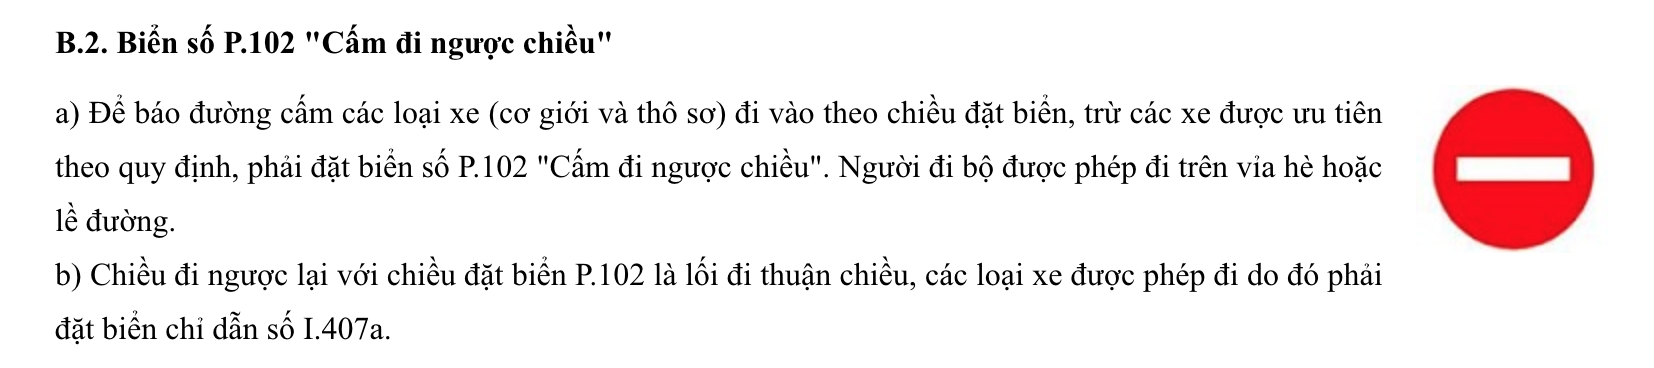 B.2. Biển số P.102 "Cấm đi ngược chiều"
a) Để báo đường cấm các loại xe (cơ giới và thô sơ) đi vào theo chiều đặt biển, trừ các xe được ưu tiên
theo quy định, phải đặt biển số P.102 "Cấm đi ngược chiều". Người đi bộ được phép đi trên vỉa hè hoặc
lề đường.
b) Chiều đi ngược lại với chiều đặt biển P.102 là lối đi thuận chiều, các loại xe được phép đi do đó phải
đặt biển chỉ dẫn số I.407a.